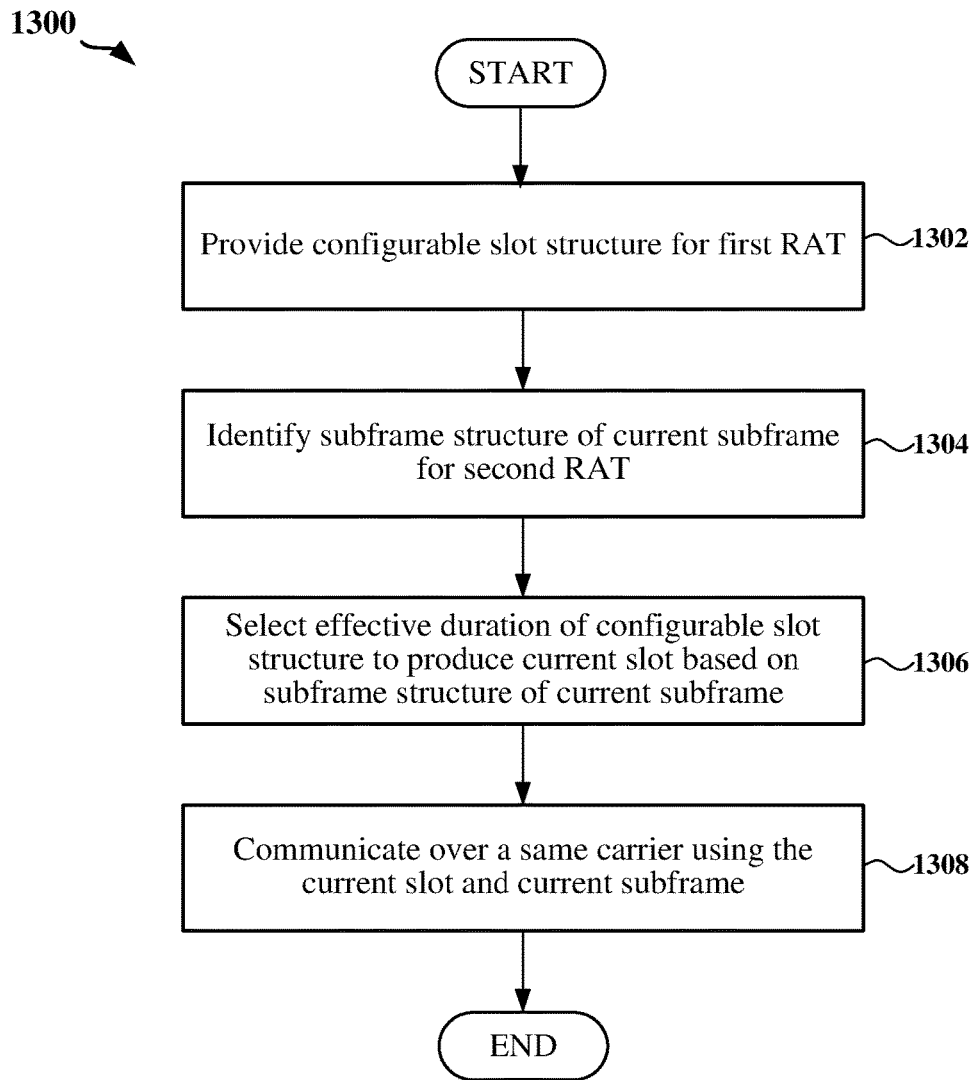 1300
START
Provide configurable slot structure for first RAT
1302
Identify subframe structure of current subframe
for second RAT
1304
Select effective duration of configurable slot
structure to produce current slot based on
subframe structure of current subframe
1306
Communicate over a same carrier using the
current slot and current subframe
1308
END